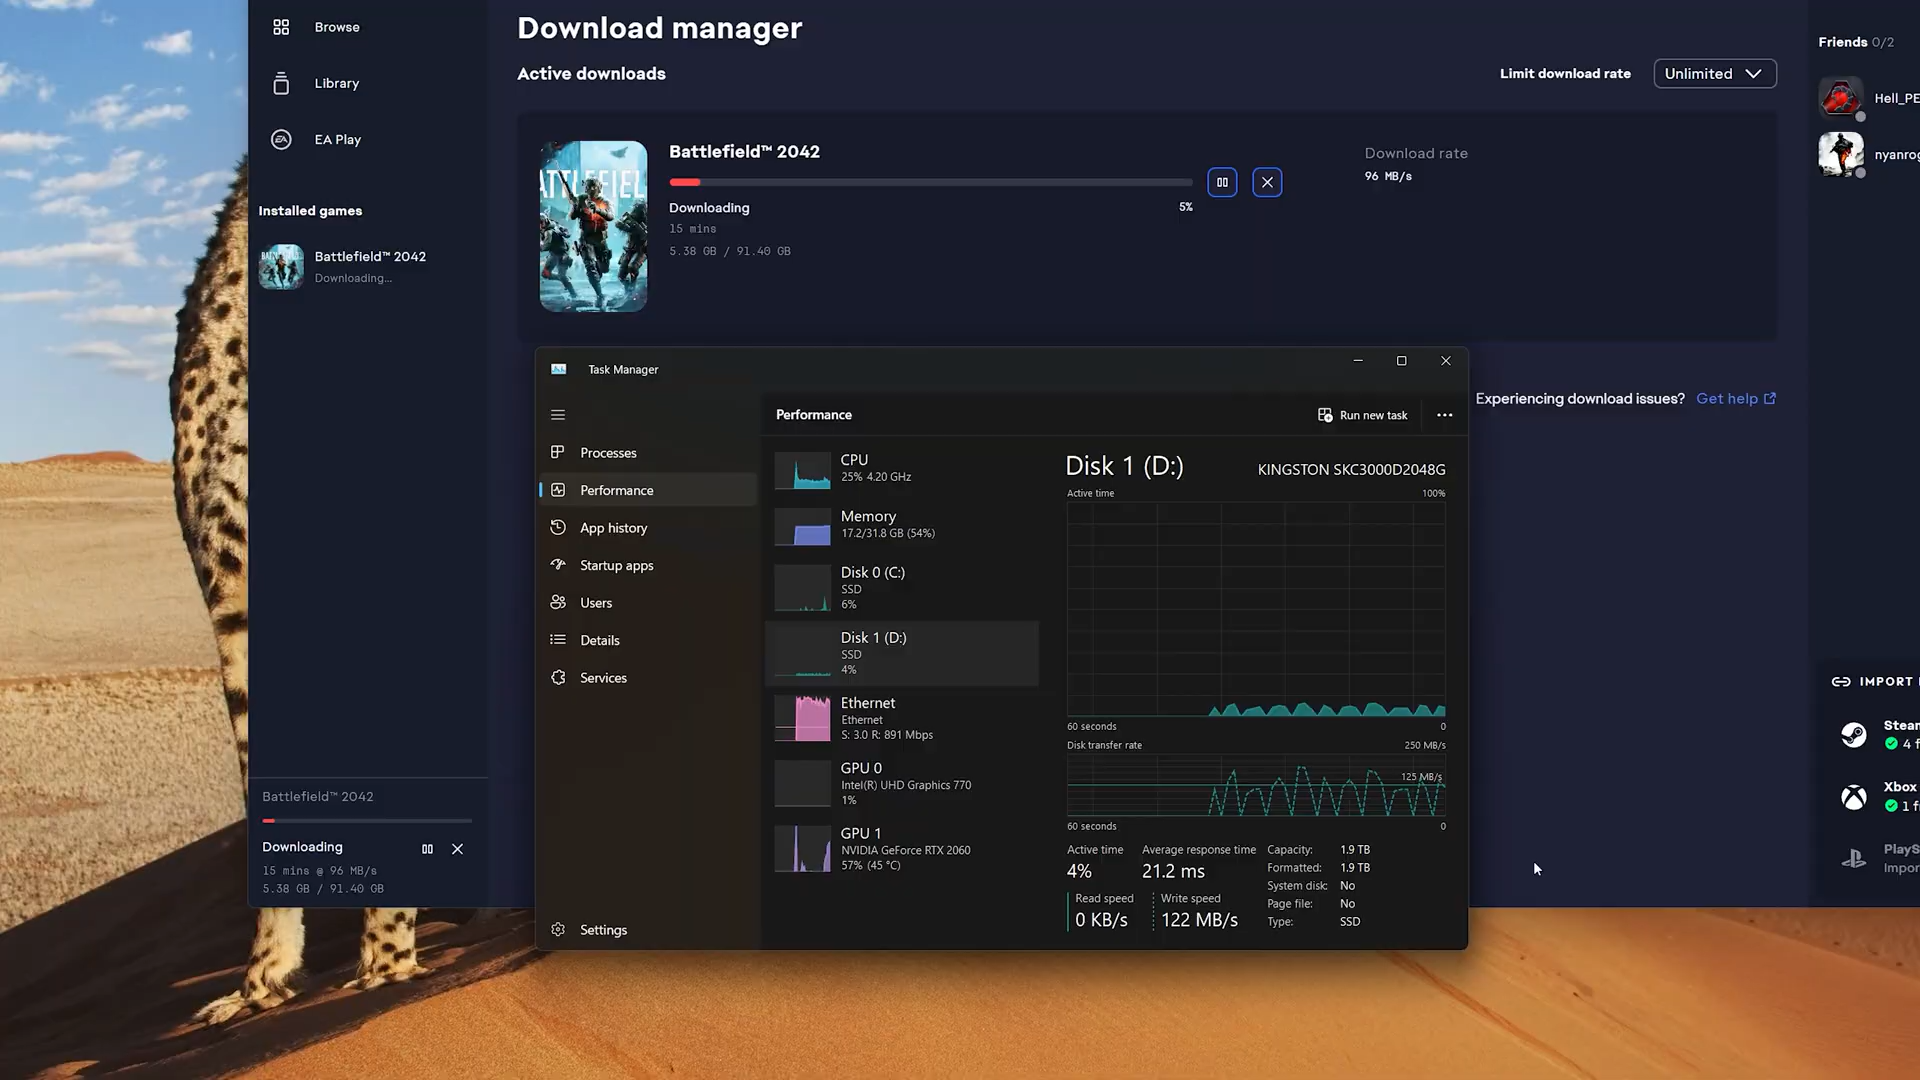 Browse
Library
EA Play
Installed games
Battlefield™ 2042
Downloading...
Battlefield™ 2042
Downloading
15 mins @ 96 MB/s
5.38 GB / 91.40 GB
Download manager
Active downloads
Limit download rate
Unlimited
Battlefield™ 2042
Downloading
5%
15 mins
5.38 GB / 91.40 GB
Download rate
96 MB/s
Experiencing download issues? Get help
Friends 0/2
Hell_PE
nyanrog
IMPORT
Steam
4 f
Xbox
1 fr
PlayS
Impor
Task Manager
Processes
Performance
App history
Startup apps
Users
Details
Services
Settings
Performance
Run new task
CPU
25% 4.20 GHz
Memory
17.2/31.8 GB (54%)
Disk 0 (C:)
SSD
6%
Disk 1 (D:)
SSD
4%
Ethernet
Ethernet
S: 3.0 R: 891 Mbps
GPU 0
Intel(R) UHD Graphics 770
1%
GPU 1
NVIDIA GeForce RTX 2060
57% (45 °C)
Disk 1 (D:)
KINGSTON SKC3000D2048G
Active time
100%
60 seconds
0
Disk transfer rate
250 MB/s
125 MB/s
60 seconds
0
Active time
4%
Average response time
21.2 ms
Read speed
0 KB/s
Write speed
122 MB/s
Capacity: 1.9 TB
Formatted: 1.9 TB
System disk: No
Page file: No
Type: SSD